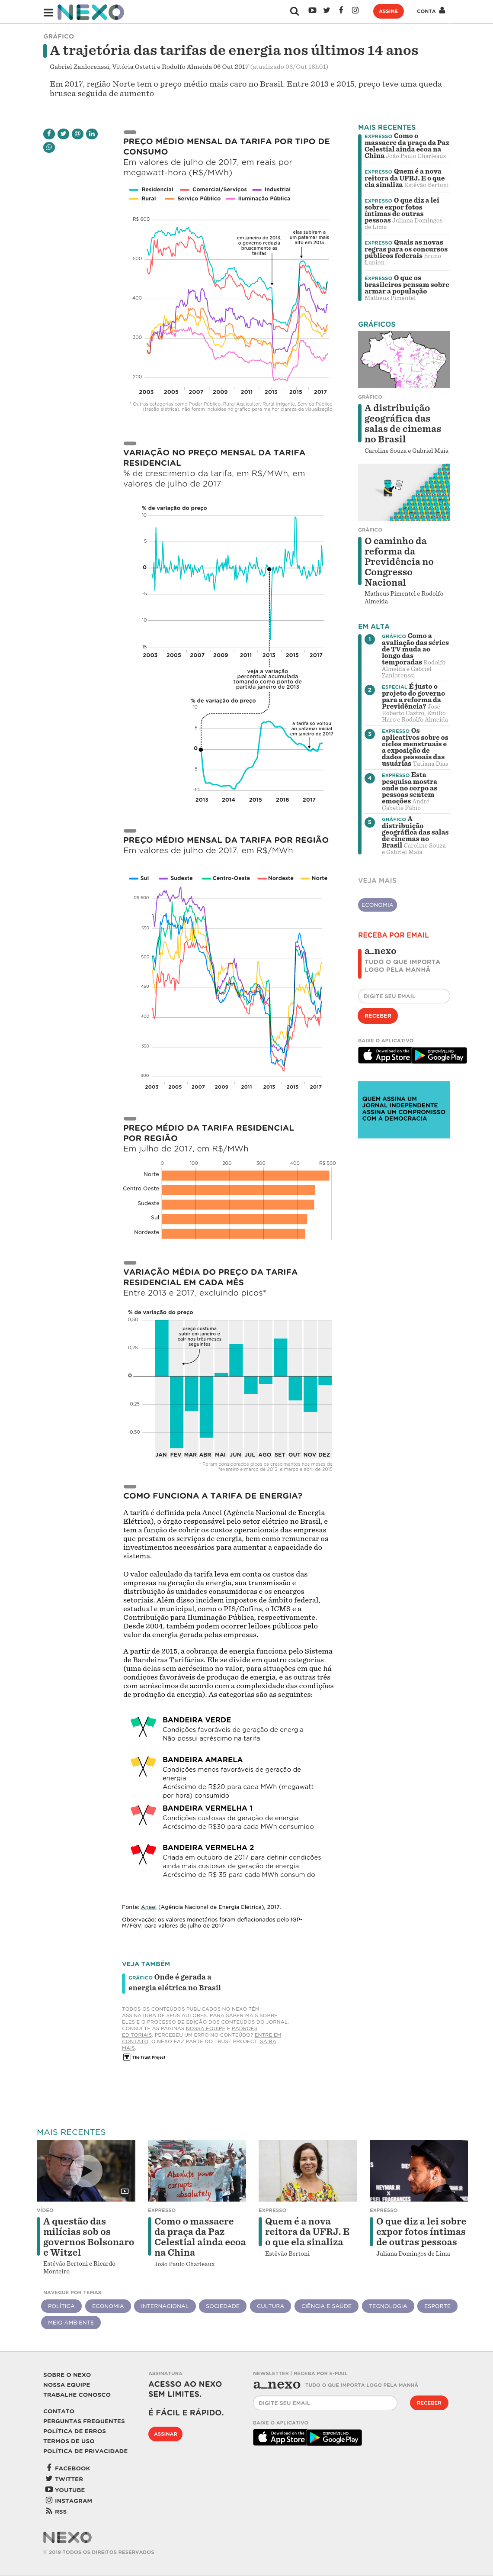 NEXO
ASSINE
CONTA
GRÁFICO
A trajetória das tarifas de energia nos últimos 14 anos
Gabriel Zanlorenssi, Vitória Ostetti e Rodolfo Almeida 06 Out 2017 (atualizado 06/Out 16h01)
Em 2017, região Norte tem o preço médio mais caro no Brasil. Entre 2013 e 2015, preço teve uma queda
brusca seguida de aumento
PREÇO MÉDIO MENSAL DA TARIFA POR TIPO DE
CONSUMO
Em valores de julho de 2017, em reais por
megawatt-hora (R$/MWh)
Residencial Comercial/Serviços Industrial
Rural Serviço Público Iluminação Pública
R$ 600
500
400
300
200
em janeiro de 2013,
o governo reduziu
bruscamente as
tarifas
elas subiram a
um patamar mais
alto em 2015
2003 2005 2007 2009 2011 2013 2015 2017
* Outras categorias como Poder Público, Rural Aquicultor, Rural Irrigante, Serviço Público
(tração elétrica), não foram incluídas no gráfico para melhor clareza da visualização
VARIAÇÃO NO PREÇO MENSAL DA TARIFA
RESIDENCIAL
% de crescimento da tarifa, em R$/MWh, em
valores de julho de 2017
% de variação do preço
10
5
0
-5
-10
-15
2003 2005 2007 2009 2011 2013 2015 2017
veja a variação
percentual acumulada
tomando como ponto de
partida janeiro de 2013
% de variação do preço
10
5
0
-5
-10
a tarifa só voltou
ao patamar inicial
em janeiro de 2017
2013 2014 2015 2016 2017
PREÇO MÉDIO MENSAL DA TARIFA POR REGIÃO
Em valores de julho de 2017, em R$/MWh
Sul Sudeste Centro-Oeste Nordeste Norte
R$ 600
550
500
450
400
350
300
2003 2005 2007 2009 2011 2013 2015 2017
PREÇO MÉDIO DA TARIFA RESIDENCIAL
POR REGIÃO
Em julho de 2017, em R$/MWh
0 100 200 300 400 R$ 500
Norte
Centro Oeste
Sudeste
Sul
Nordeste
VARIAÇÃO MÉDIA DO PREÇO DA TARIFA
RESIDENCIAL EM CADA MÊS
Entre 2013 e 2017, excluindo picos*
% de variação do preço
0.50
0,25
0
-0,25
-0,50
preço costuma
subir em janeiro e
cair nos três meses
seguintes
JAN FEV MAR ABR MAI JUN JUL AGO SET OUT NOV DEZ
* Foram considerados picos os crescimentos nos meses de
fevereiro e março de 2013, e março e abril de 2015
COMO FUNCIONA A TARIFA DE ENERGIA?
A tarifa é definida pela Aneel (Agência Nacional de Energia
Elétrica), o órgão responsável pelo setor elétrico no Brasil, e
tem a função de cobrir os custos operacionais das empresas
que prestam os serviços de energia, bem como remunerar os
investimentos necessários para aumentar a capacidade do
sistema.
O valor calculado da tarifa leva em conta os custos das
empresas na geração da energia, sua transmissão e
distribuição às unidades consumidoras e os encargos
setoriais. Além disso incidem impostos de âmbito federal,
estadual e municipal, como o PIS/Cofins, o ICMS e a
Contribuição para Iluminação Pública, respectivamente.
Desde 2004, também podem ocorrer leilões públicos pelo
valor da energia gerada pelas empresas.
A partir de 2015, a cobrança de energia funciona pelo Sistema
de Bandeiras Tarifárias. Ele se divide em quatro categorias
(uma delas sem acréscimo no valor, para situações em que há
condições favoráveis de produção de energia, e as outras três
com acréscimos de acordo com a complexidade das condições
de produção da energia). As categorias são as seguintes:
BANDEIRA VERDE
Condições favoráveis de geração de energia
Não possui acréscimo na tarifa
BANDEIRA AMARELA
Condições menos favoráveis de geração de
energia
Acréscimo de R$20 para cada MWh (megawatt
por hora) consumido
BANDEIRA VERMELHA 1
Condições custosas de geração de energia
Acréscimo de R$30 para cada MWh consumido
BANDEIRA VERMELHA 2
Criada em outubro de 2017 para definir condições
ainda mais custosas de geração de energia
Acréscimo de R$ 35 para cada MWh consumido
Fonte: Aneel (Agência Nacional de Energia Elétrica), 2017.
Observação: os valores monetários foram deflacionados pelo IGP-
M/FGV, para valores de julho de 2017
VEJA TAMBÉM
GRÁFICO Onde é gerada a
energia elétrica no Brasil
TODOS OS CONTEÚDOS PUBLICADOS NO NEXO TÊM
ASSINATURA DE SEUS AUTORES. PARA SABER MAIS SOBRE
ELES E O PROCESSO DE EDIÇÃO DOS CONTEÚDOS DO JORNAL,
CONSULTE AS PÁGINAS NOSSA EQUIPE E PADRÕES
EDITORIAIS. PERCEBEU UM ERRO NO CONTEÚDO? ENTRE EM
CONTATO. O NEXO FAZ PARTE DO TRUST PROJECT. SAIBA
MAIS.
The Trust Project
MAIS RECENTES
EXPRESSO Como o
massacre da praça da Paz
Celestial ainda ecoa na
China João Paulo Charleaux
EXPRESSO Quem é a nova
reitora da UFRJ. E o que
ela sinaliza Estêvão Bertoni
EXPRESSO O que diz a lei
sobre expor fotos
íntimas de outras
pessoas Juliana Domingos
de Lima
EXPRESSO Quais as novas
regras para os concursos
públicos federais Bruno
Lupion
EXPRESSO O que os
brasileiros pensam sobre
armar a população
Matheus Pimentel
GRÁFICOS
GRÁFICO
A distribuição
geográfica das
salas de cinemas
no Brasil
Caroline Souza e Gabriel Maia
GRÁFICO
O caminho da
reforma da
Previdência no
Congresso
Nacional
Matheus Pimentel e Rodolfo
Almeida
EM ALTA
1 GRÁFICO Como a
avaliação das séries
de TV muda ao
longo das
temporadas Rodolfo
Almeida e Gabriel
Zanlorenssi
2 ESPECIAL É justo o
projeto do governo
para a reforma da
Previdência? José
Roberto Castro, Emilio
Haro e Rodolfo Almeida
3 EXPRESSO Os
aplicativos sobre os
ciclos menstruais e
a exposição de
dados pessoais das
usuárias Tatiana Dias
4 EXPRESSO Esta
pesquisa mostra
onde no corpo as
pessoas sentem
emoções André
Cabette Fábio
5 GRÁFICO A
distribuição
geográfica das salas
de cinemas no
Brasil Caroline Souza
e Gabriel Maia
VEJA MAIS
ECONOMIA
RECEBA POR EMAIL
a_nexo
TUDO O QUE IMPORTA
LOGO PELA MANHÃ
DIGITE SEU EMAIL
RECEBER
BAIXE O APLICATIVO
Download on the App Store
DISPONÍVEL NO Google Play
QUEM ASSINA UM
JORNAL INDEPENDENTE
ASSINA UM COMPROMISSO
COM A DEMOCRACIA
MAIS RECENTES
Absolute power
corrupts
absolutely
NEYMAR JR
VÍDEO
A questão das
milícias sob os
governos Bolsonaro
e Witzel
Estêvão Bertoni e Ricardo
Monteiro
EXPRESSO
Como o massacre
da praça da Paz
Celestial ainda ecoa
na China
João Paulo Charleaux
EXPRESSO
Quem é a nova
reitora da UFRJ. E
o que ela sinaliza
Estêvão Bertoni
EXPRESSO
O que diz a lei sobre
expor fotos íntimas
de outras pessoas
Juliana Domingos de Lima
NAVEGUE POR TEMAS
POLÍTICA ECONOMIA INTERNACIONAL SOCIEDADE CULTURA CIÊNCIA E SAÚDE TECNOLOGIA ESPORTE
MEIO AMBIENTE
SOBRE O NEXO
NOSSA EQUIPE
TRABALHE CONOSCO
CONTATO
PERGUNTAS FREQUENTES
POLÍTICA DE ERROS
TERMOS DE USO
POLÍTICA DE PRIVACIDADE
FACEBOOK
TWITTER
YOUTUBE
INSTAGRAM
RSS
ASSINATURA
ACESSO AO NEXO
SEM LIMITES.
É FÁCIL E RÁPIDO.
ASSINAR
NEWSLETTER | RECEBA POR E-MAIL
a_nexo TUDO O QUE IMPORTA LOGO PELA MANHÃ
DIGITE SEU EMAIL
RECEBER
BAIXE O APLICATIVO
Download on the App Store
DISPONÍVEL NO Google Play
NEXO
© 2019 TODOS OS DIREITOS RESERVADOS